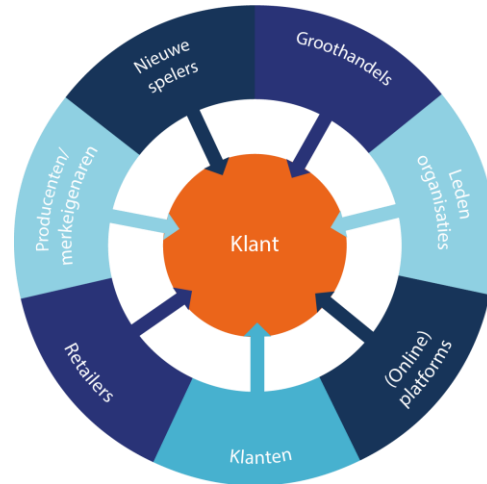 Nieuwe
spelers
Groothandels
Leden
organisaties
(Online)
platforms
Klanten
Retailers
Producenten/
merkeigenaren
Klant